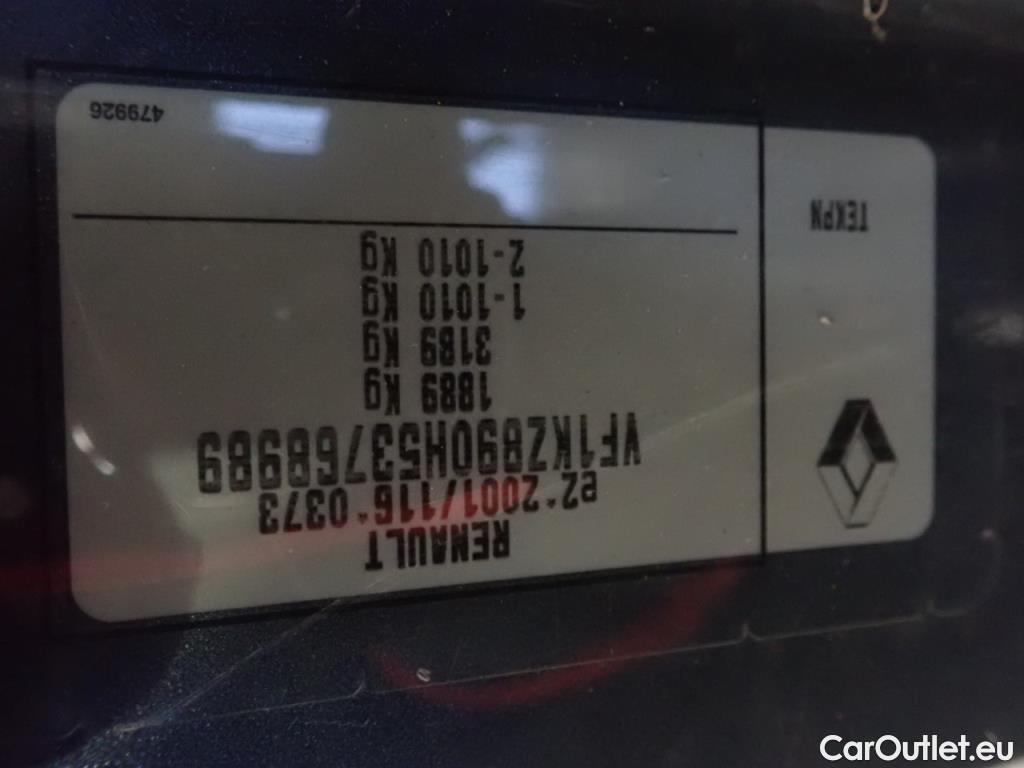 RENAULT
e2*2001/116*0373
VF1KZ890H53768989
1889 Kg
3189 Kg
1-1010 Kg
2-1010 Kg
TEKPN
479926
CarOutlet.eu